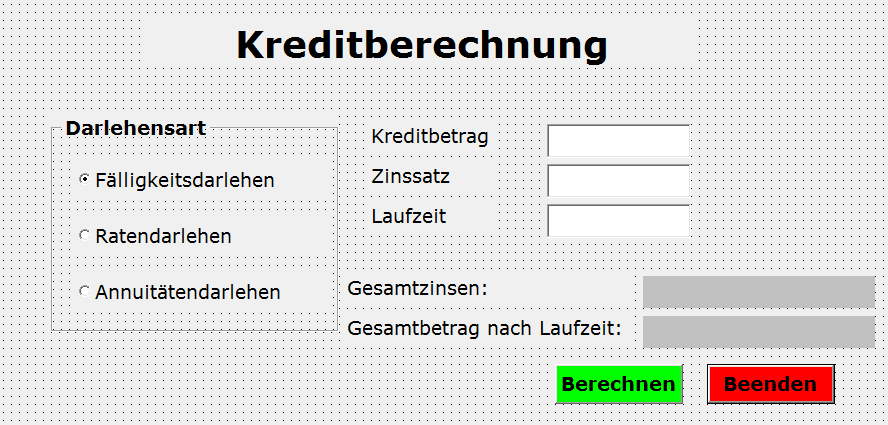 Kreditberechnung
Darlehensart
Fälligkeitsdarlehen
Ratendarlehen
Annuitätendarlehen
Kreditbetrag
Zinssatz
Laufzeit
Gesamtzinsen:
Gesamtbetrag nach Laufzeit:
Berechnen
Beenden